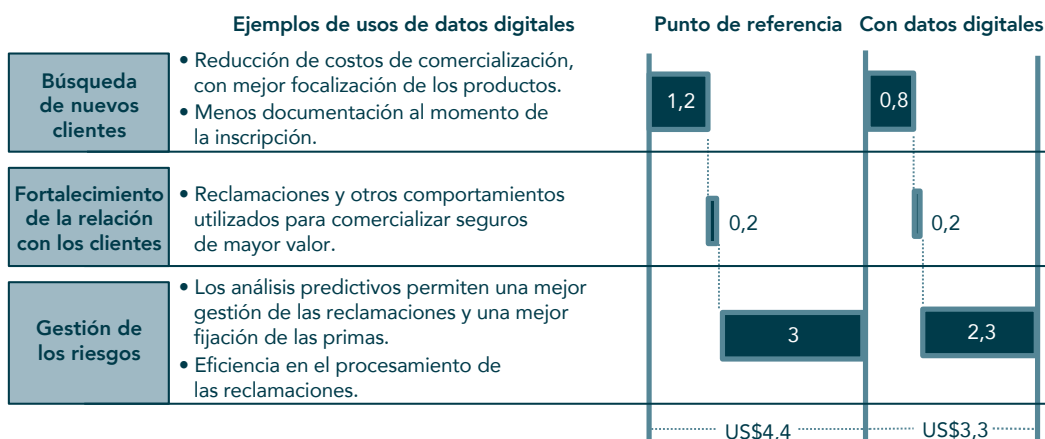 Ejemplos de usos de datos digitales
Punto de referencia
Con datos digitales
Búsqueda
de nuevos
clientes
• Reducción de costos de comercialización,
con mejor focalización de los productos.
• Menos documentación al momento de
la inscripción.
1,2
0,8
Fortalecimiento
de la relación
con los clientes
• Reclamaciones y otros comportamientos
utilizados para comercializar seguros
de mayor valor.
0,2
0,2
Gestión de
los riesgos
• Los análisis predictivos permiten una mejor
gestión de las reclamaciones y una mejor
fijación de las primas.
• Eficiencia en el procesamiento de
las reclamaciones.
3
2,3
US$4,4
US$3,3